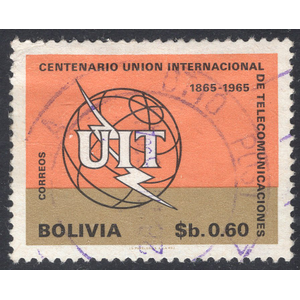 CENTENARIO UNION INTERNACIONAL
DE TELECOMUNICACIONES
1865-1965
UIT
CORREOS
BOLIVIA $b.0.60